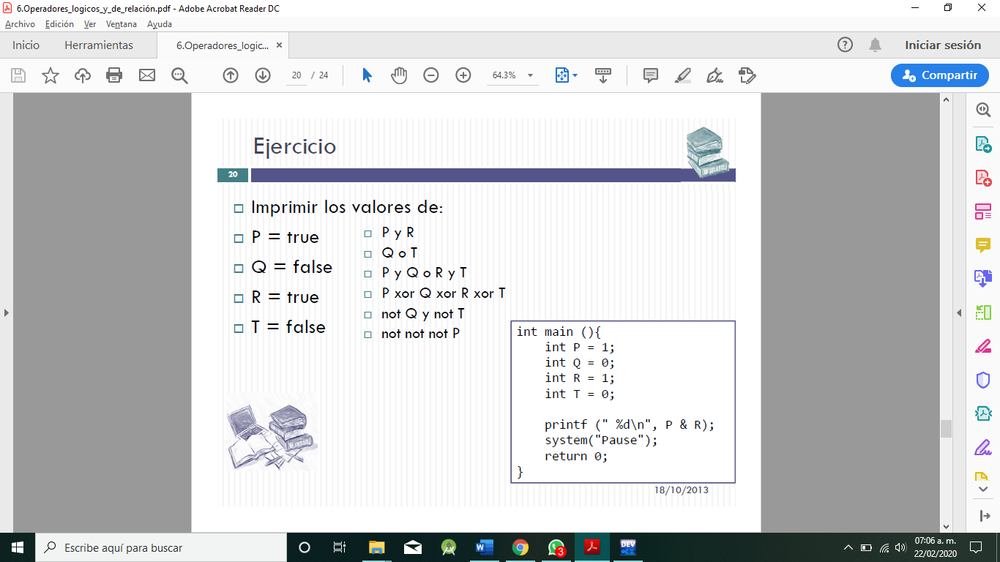 6.Operadores_logicos_y_de_relación.pdf - Adobe Acrobat Reader DC
Archivo Edición Ver Ventana Ayuda
Inicio Herramientas 6.Operadores_logic... Iniciar sesión
20 / 24 64.3% Compartir
Ejercicio
20
Imprimir los valores de:
P = true
Q = false
R = true
T = false
P y R
Q o T
P y Q o R y T
P xor Q xor R xor T
not Q y not T
not not not P
int main (){
int P = 1;
int Q = 0;
int R = 1;
int T = 0;
printf (" %d\n", P & R);
system("Pause");
return 0;
}
18/10/2013
Escribe aquí para buscar
3
DEV
07:06 a. m.
22/02/2020